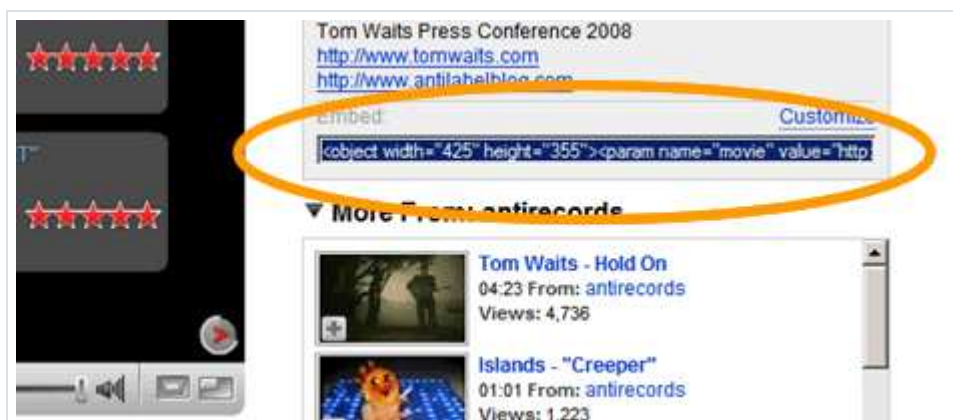 Tom Waits Press Conference 2008
http://www.tomwaits.com
http://www.antilabelblog.com
Embed: Customize
<object width="425" height="355"><param name="movie" value="http
T"
More From: antirecords
Tom Waits - Hold On
04:23 From: antirecords
Views: 4,736
Islands - "Creeper"
01:01 From: antirecords
Views: 1,223